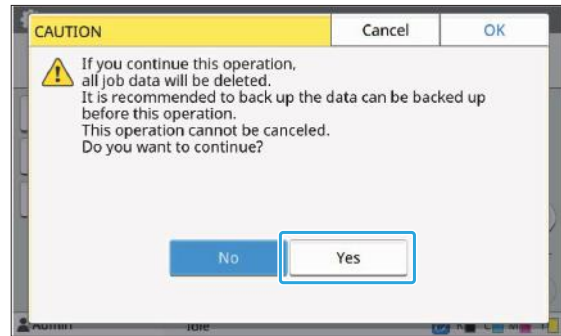 CAUTION Cancel OK
If you continue this operation,
all job data will be deleted.
It is recommended to back up the data can be backed up
before this operation.
This operation cannot be canceled.
Do you want to continue?
No Yes
Admin Idle